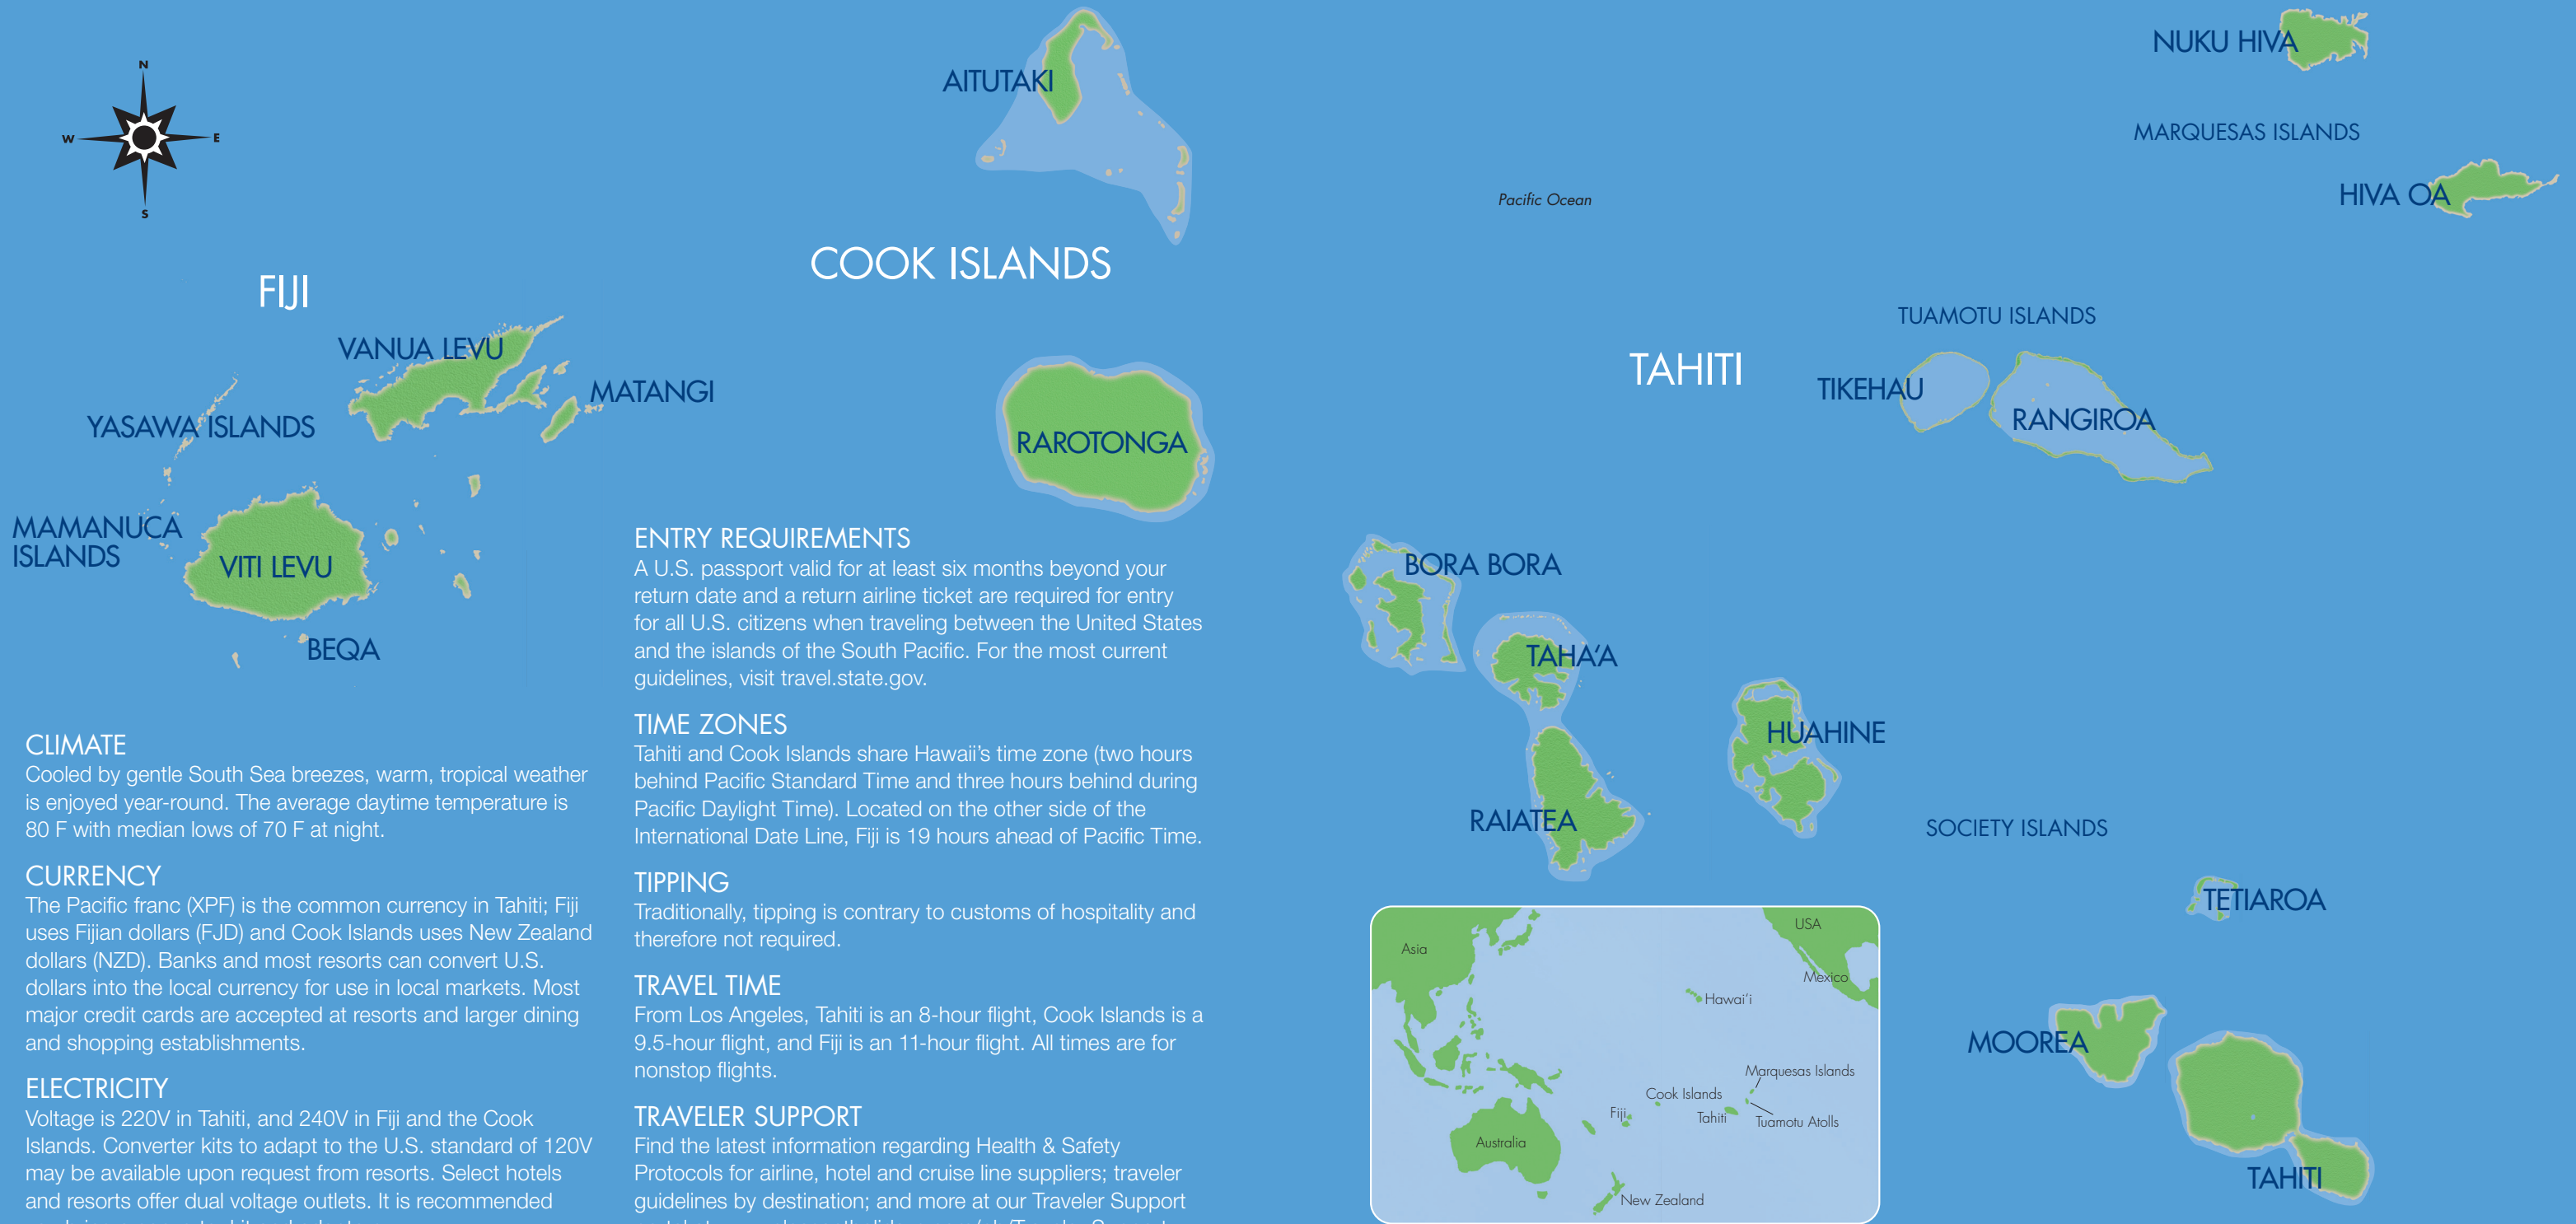 N
W
E
S
AITUTAKI
COOK ISLANDS
RAROTONGA
FIJI
VANUA LEVU
MATANGI
YASAWA ISLANDS
MAMANUCA
ISLANDS
VITI LEVU
BEQA
Pacific Ocean
NUKU HIVA
MARQUESAS ISLANDS
HIVA OA
TUAMOTU ISLANDS
TAHITI
TIKEHAU
RANGIROA
BORA BORA
TAHA‘A
HUAHINE
RAIATEA
SOCIETY ISLANDS
TETIAROA
MOOREA
TAHITI
CLIMATE
Cooled by gentle South Sea breezes, warm, tropical weather
is enjoyed year-round. The average daytime temperature is
80 F with median lows of 70 F at night.
CURRENCY
The Pacific franc (XPF) is the common currency in Tahiti; Fiji
uses Fijian dollars (FJD) and Cook Islands uses New Zealand
dollars (NZD). Banks and most resorts can convert U.S.
dollars into the local currency for use in local markets. Most
major credit cards are accepted at resorts and larger dining
and shopping establishments.
ELECTRICITY
Voltage is 220V in Tahiti, and 240V in Fiji and the Cook
Islands. Converter kits to adapt to the U.S. standard of 120V
may be available upon request from resorts. Select hotels
and resorts offer dual voltage outlets. It is recommended
ENTRY REQUIREMENTS
A U.S. passport valid for at least six months beyond your
return date and a return airline ticket are required for entry
for all U.S. citizens when traveling between the United States
and the islands of the South Pacific. For the most current
guidelines, visit travel.state.gov.
TIME ZONES
Tahiti and Cook Islands share Hawaii’s time zone (two hours
behind Pacific Standard Time and three hours behind during
Pacific Daylight Time). Located on the other side of the
International Date Line, Fiji is 19 hours ahead of Pacific Time.
TIPPING
Traditionally, tipping is contrary to customs of hospitality and
therefore not required.
TRAVEL TIME
From Los Angeles, Tahiti is an 8-hour flight, Cook Islands is a
9.5-hour flight, and Fiji is an 11-hour flight. All times are for
nonstop flights.
TRAVELER SUPPORT
Find the latest information regarding Health & Safety
Protocols for airline, hotel and cruise line suppliers; traveler
guidelines by destination; and more at our Traveler Support
Asia
USA
Mexico
Hawai‘i
Marquesas Islands
Cook Islands
Fiji
Tahiti
Tuamotu Atolls
Australia
New Zealand